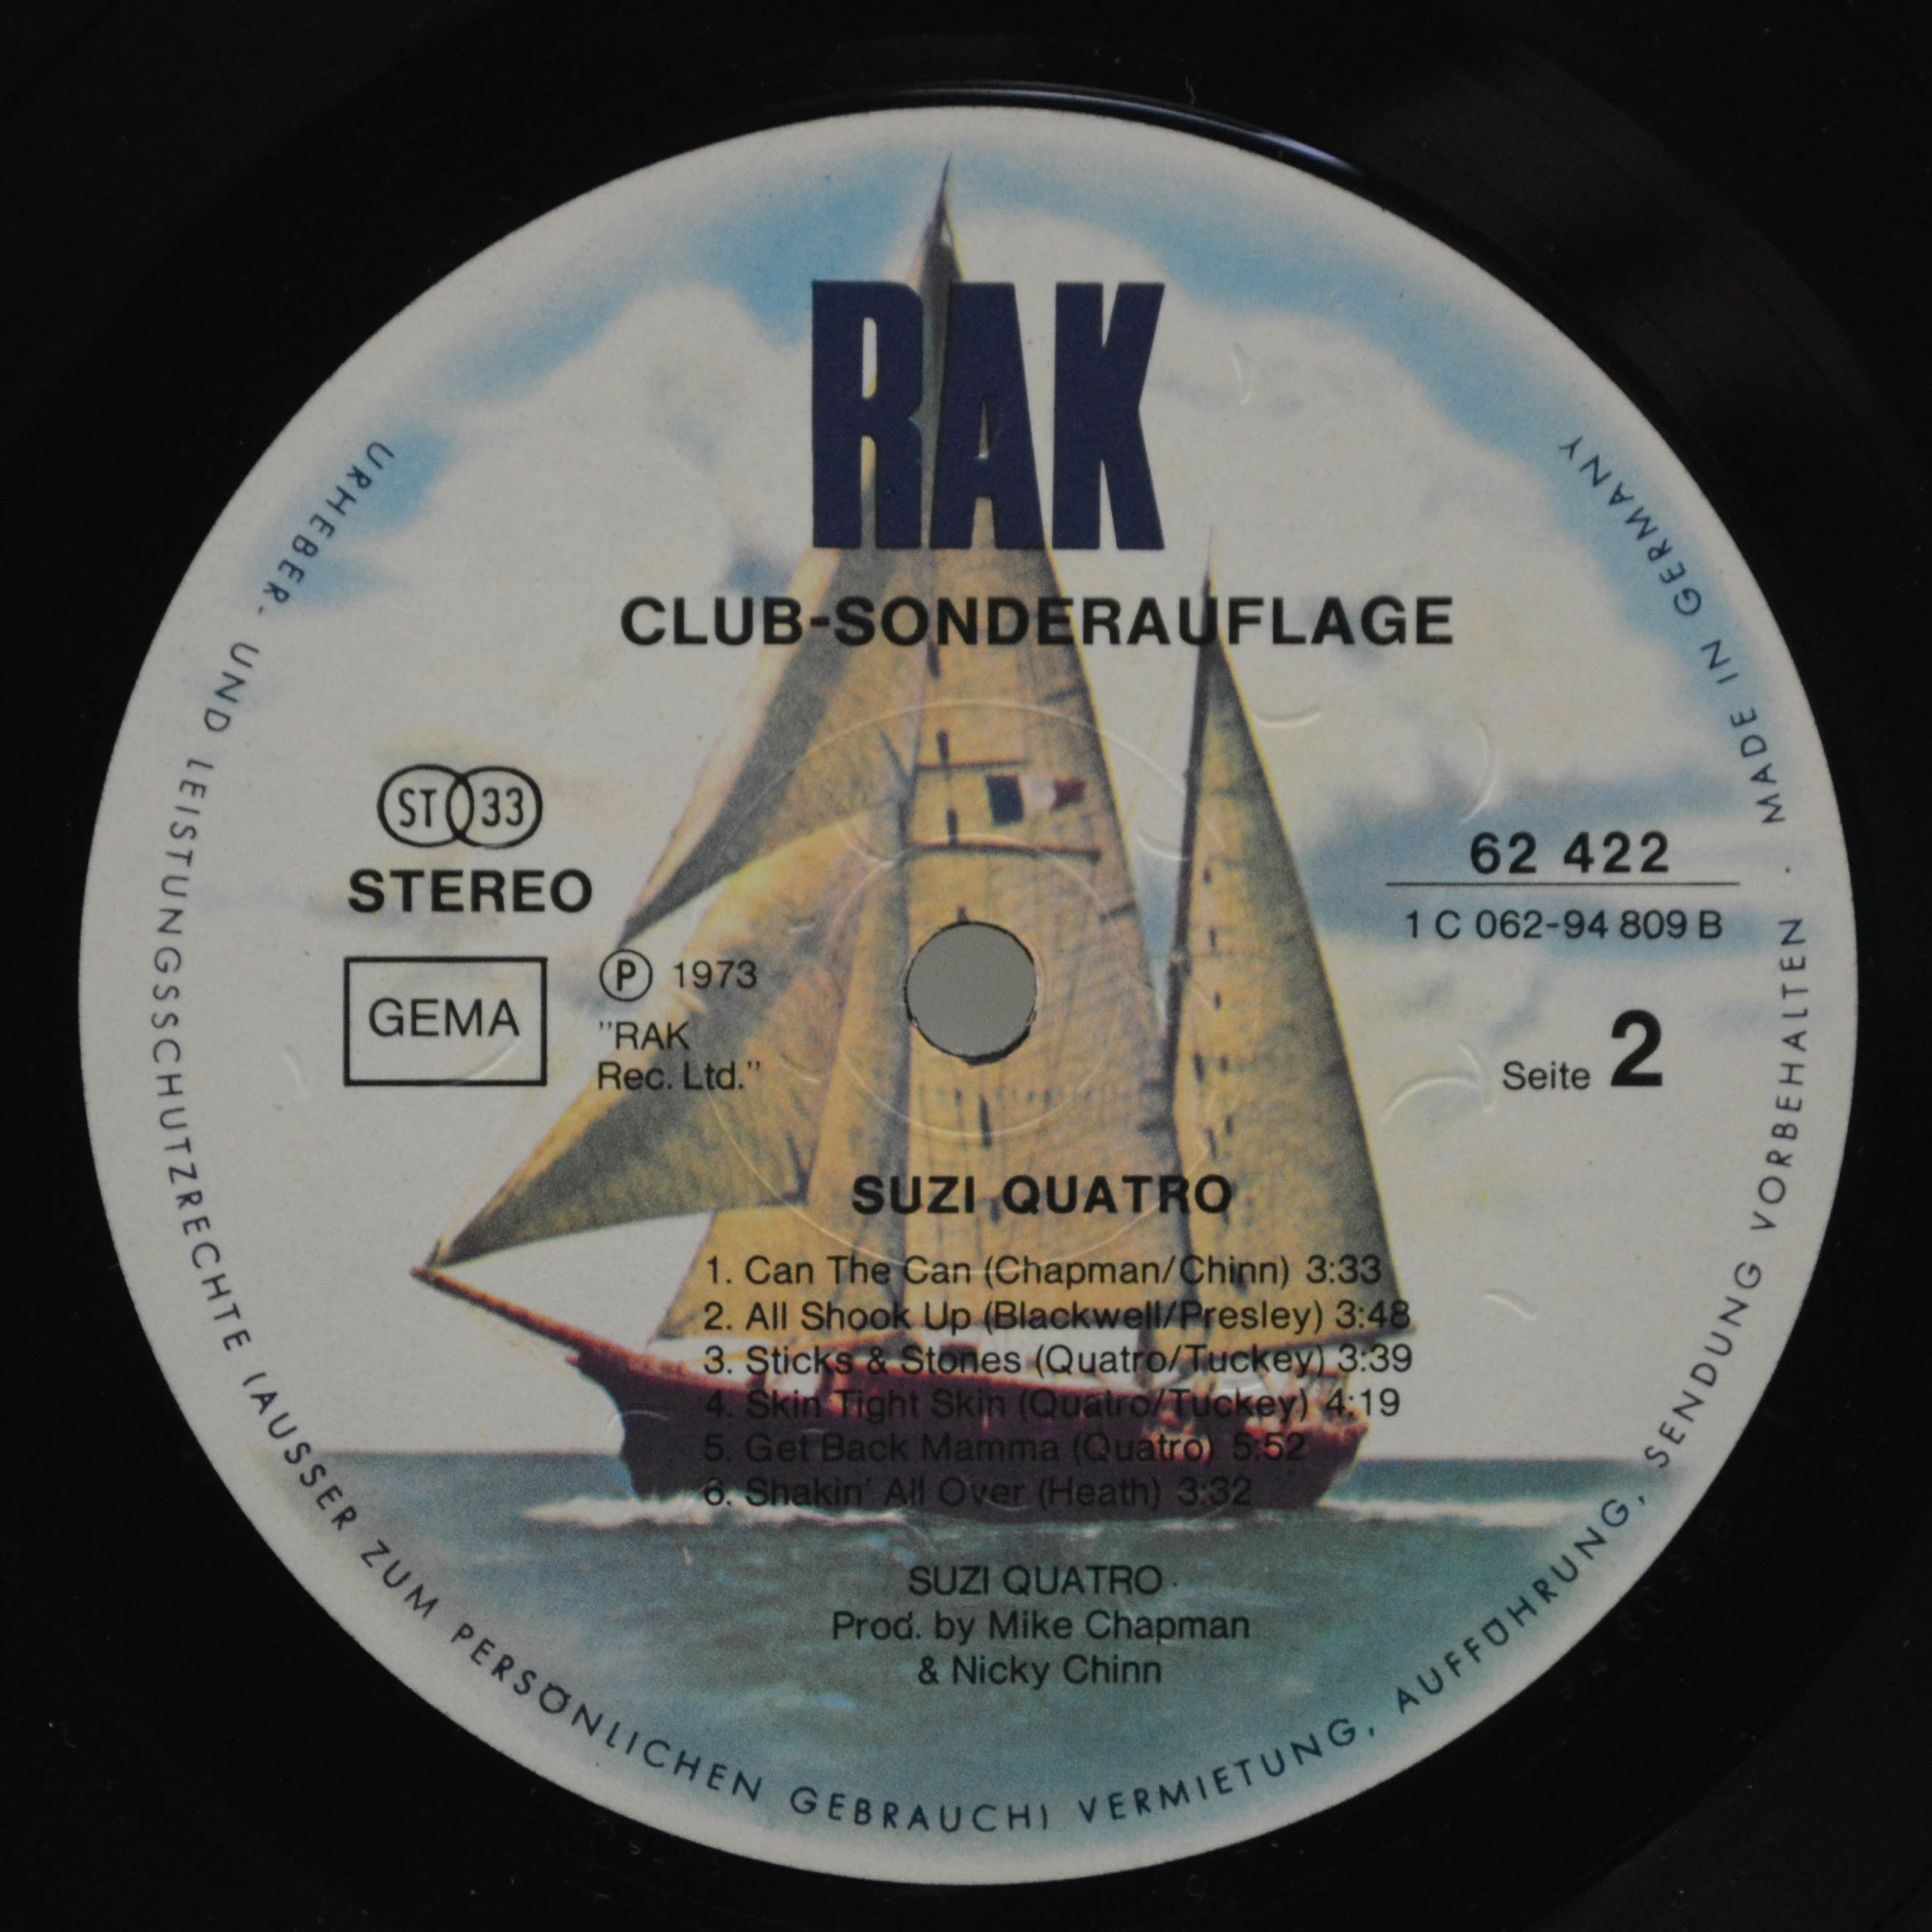 RAK
CLUB-SONDERAUFLAGE
ST 33
STEREO
GEMA
Ⓟ 1973
"RAK
Rec. Ltd."
62 422
1 C 062-94 809 B
Seite 2
SUZI QUATRO
1. Can The Can (Chapman/Chinn) 3:33
2. All Shook Up (Blackwell/Presley) 3:48
3. Sticks & Stones (Quatro/Tuckey) 3:39
4. Skin Tight Skin (Quatro/Tuckey) 4:19
5. Get Back Mamma (Quatro) 5:52
6. Shakin' All Over (Heath) 3:32
SUZI QUATRO
Prod. by Mike Chapman
& Nicky Chinn
URHEBER- UND LEISTUNGSSCHUTZRECHTE (AUSSER ZUM PERSÖNLICHEN GEBRAUCH) VERMIETUNG, AUFFÜHRUNG, SENDUNG VORBEHALTEN · MADE IN GERMANY